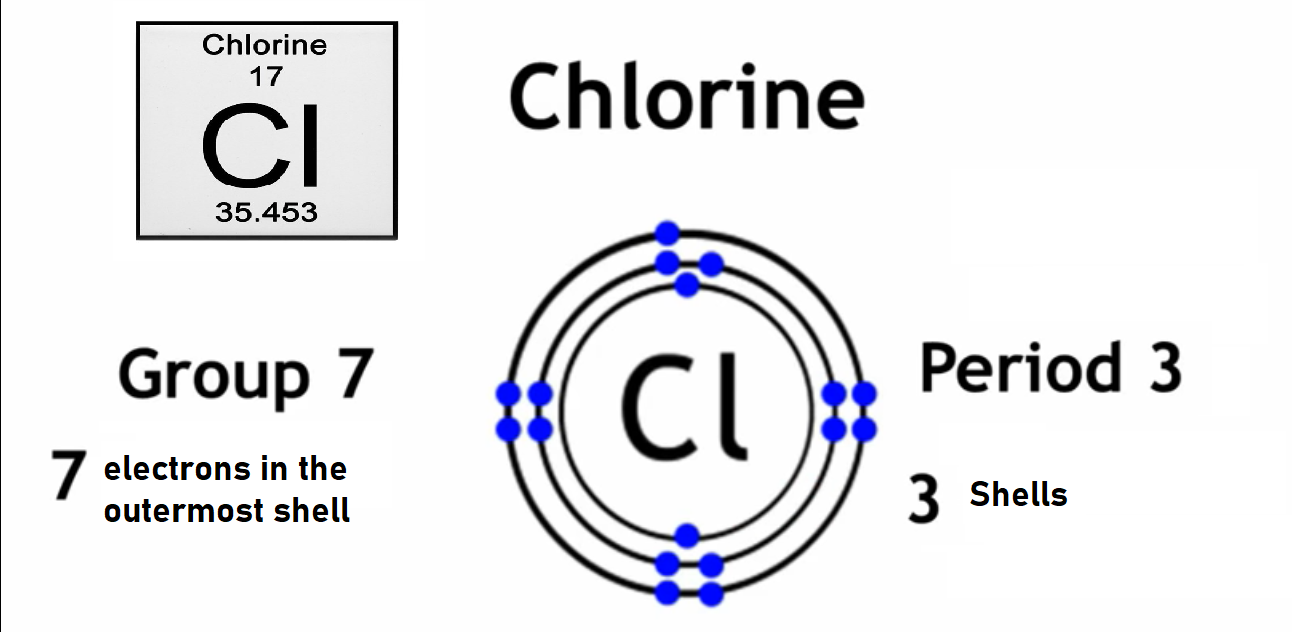 Chlorine
17
Cl
35.453
Chlorine
Group 7
7 electrons in the
outermost shell
Cl
Period 3
3 Shells